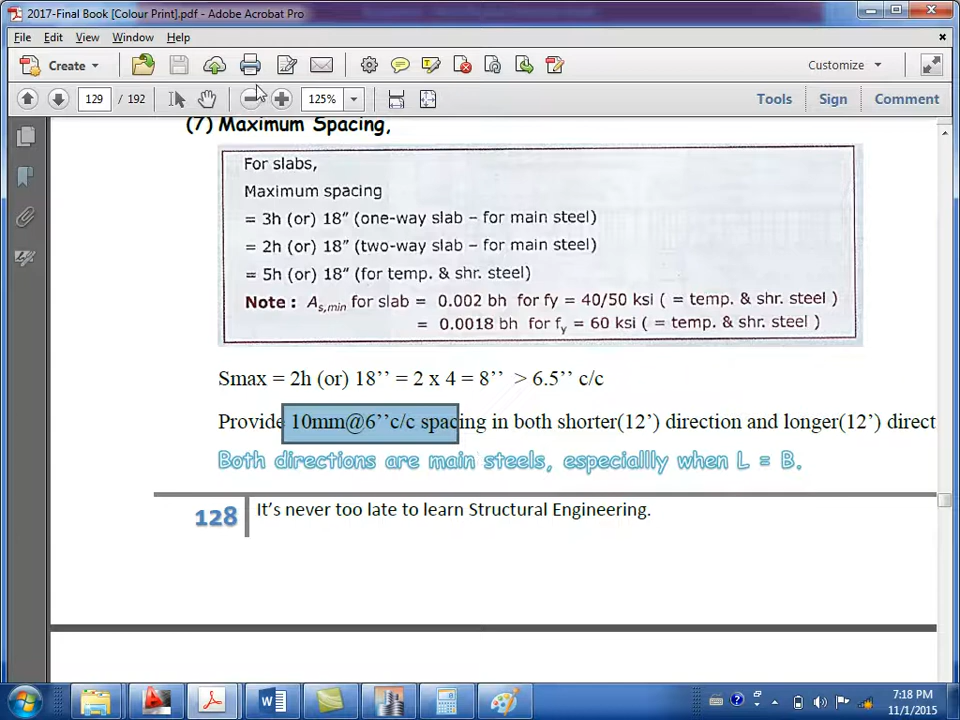 2017-Final Book [Colour Print].pdf - Adobe Acrobat Pro
File Edit View Window Help
Create Customize
129 / 192 125% Tools Sign Comment
(7) Maximum Spacing,
For slabs,
Maximum spacing
= 3h (or) 18″ (one-way slab – for main steel)
= 2h (or) 18″ (two-way slab – for main steel)
= 5h (or) 18″ (for temp. & shr. steel)
Note : As,min for slab = 0.002 bh for fy = 40/50 ksi ( = temp. & shr. steel )
= 0.0018 bh for fy = 60 ksi ( = temp. & shr. steel )
Smax = 2h (or) 18’’ = 2 x 4 = 8’’ > 6.5’’ c/c
Provide 10mm@6’’c/c spacing in both shorter(12’) direction and longer(12’) direct
Both directions are main steels, especiallly when L = B.
128 It’s never too late to learn Structural Engineering.
7:18 PM
11/1/2015